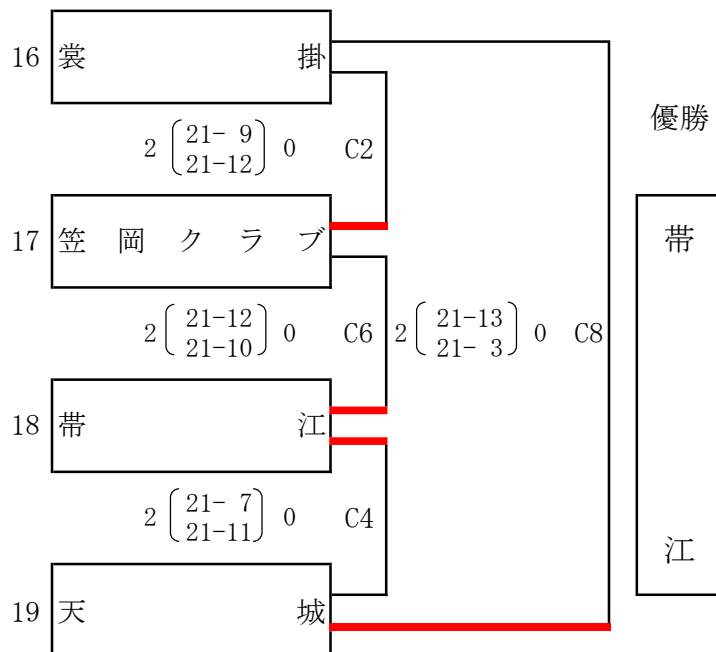 16 裳 掛
2 21- 9 0 C2
21-12
優勝
17 笠 岡 ク ラ ブ
帯
2 21-12 0 C6 2 21-13 0 C8
21-10 21- 3
18 帯 江
2 21- 7 0 C4
21-11
江
19 天 城